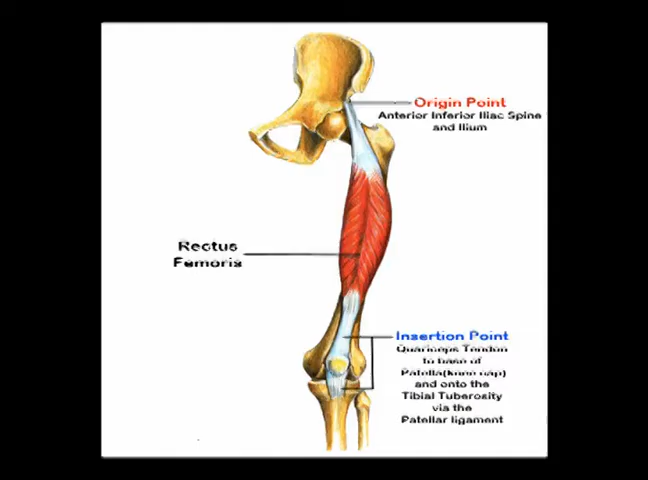 Origin Point
Anterior Inferior Iliac Spine
and Ilium
Rectus
Femoris
Insertion Point
Quariceps Tendon
to base of
Patella(knee cap)
and onto the
Tibial Tuberosity
via the
Patellar ligament